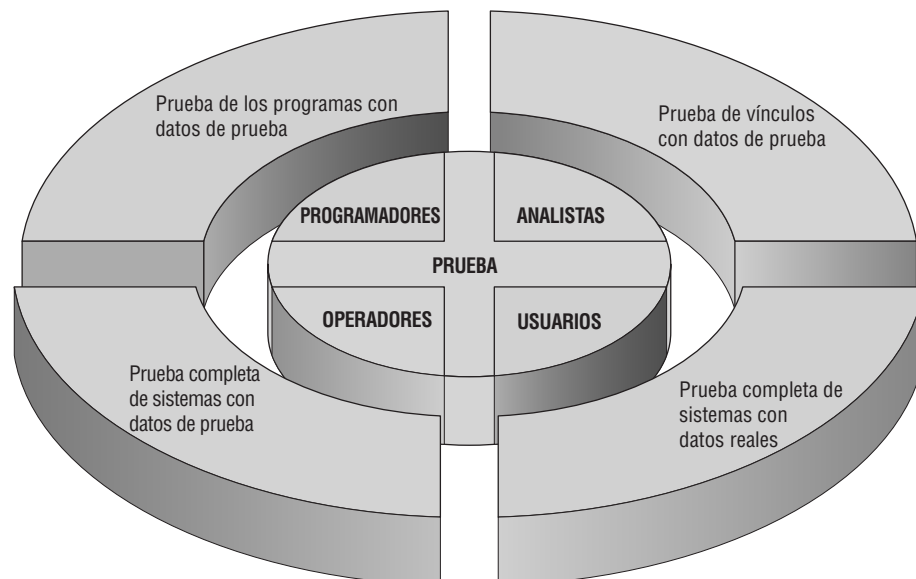 Prueba de los programas con
datos de prueba
Prueba de vínculos
con datos de prueba
PROGRAMADORES
ANALISTAS
PRUEBA
OPERADORES
USUARIOS
Prueba completa
de sistemas con
datos de prueba
Prueba completa de
sistemas con
datos reales